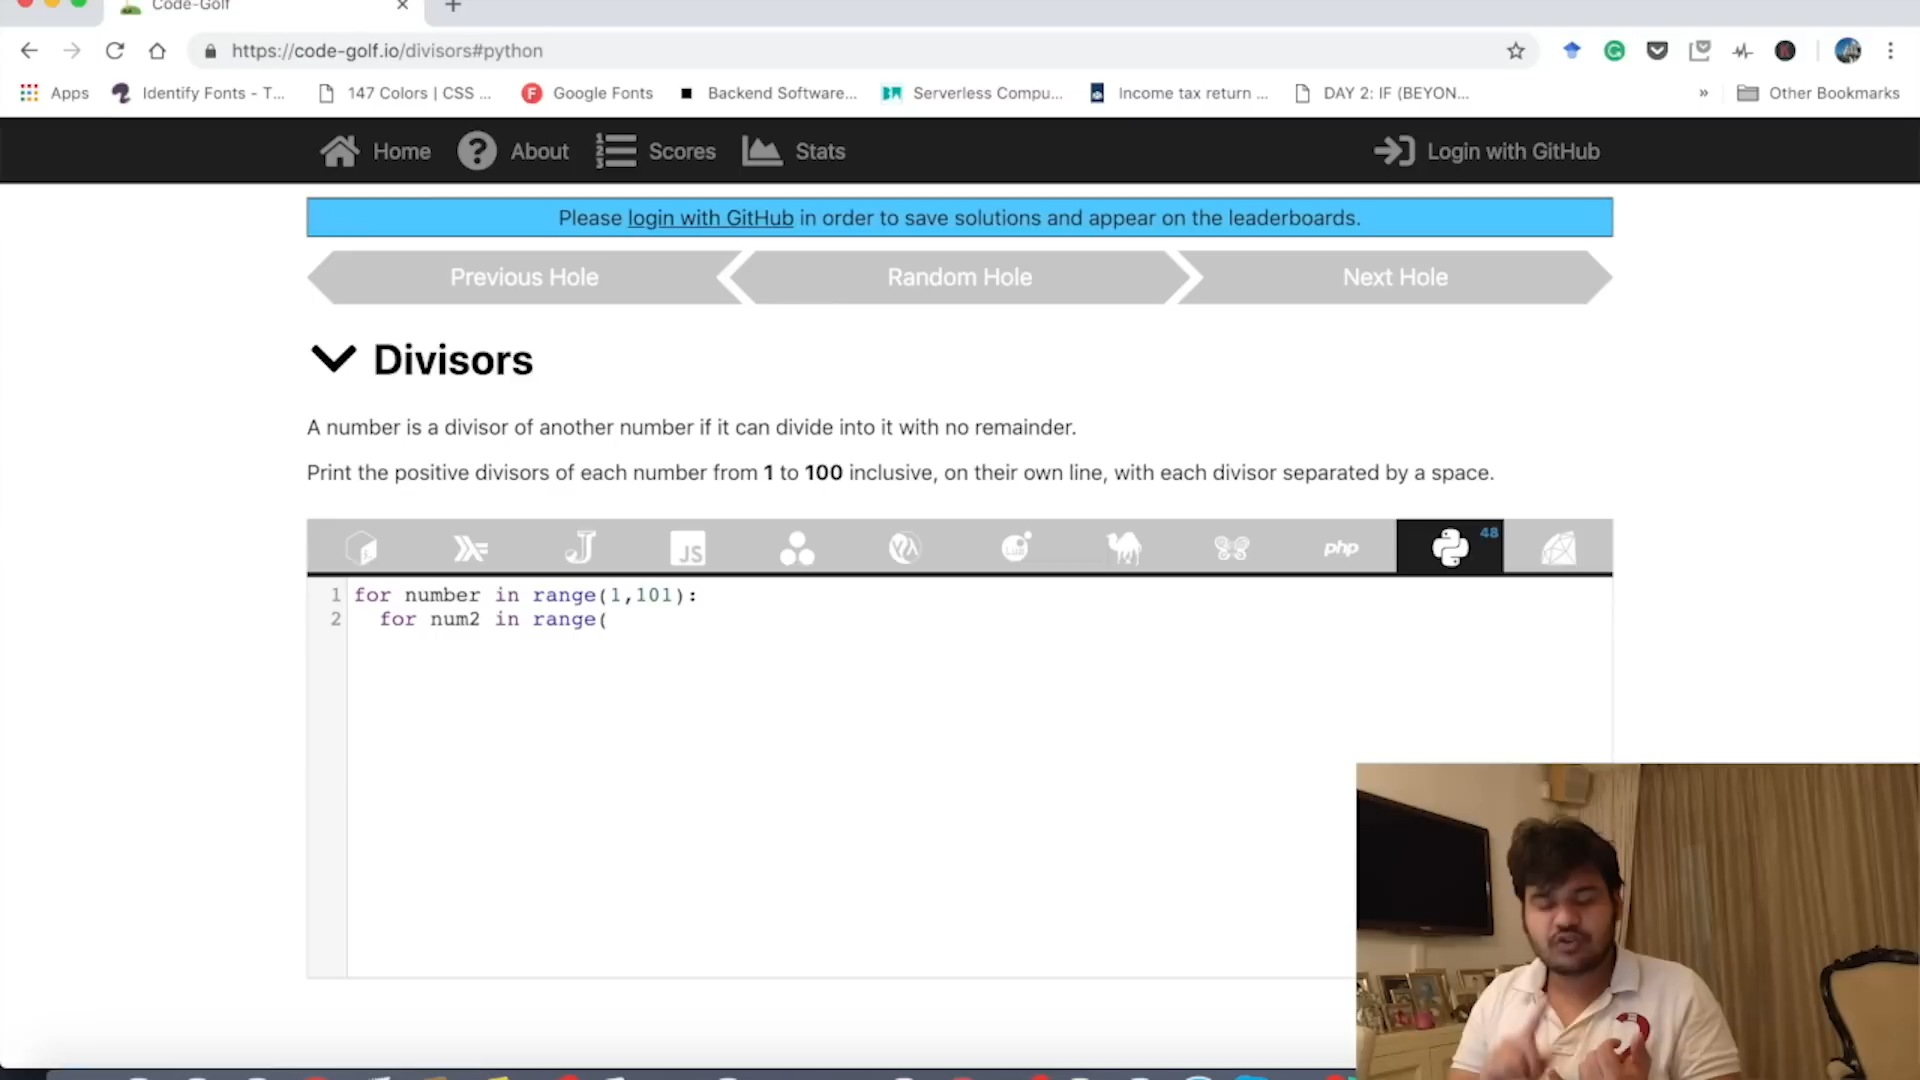 Code-Golf
https://code-golf.io/divisors#python
Apps
Identify Fonts - T...
147 Colors | CSS ...
Google Fonts
Backend Software...
Serverless Compu...
Income tax return ...
DAY 2: IF (BEYON...
»
Other Bookmarks
Home
About
Scores
Stats
Login with GitHub
Please login with GitHub in order to save solutions and appear on the leaderboards.
Previous Hole
Random Hole
Next Hole
Divisors
A number is a divisor of another number if it can divide into it with no remainder.
Print the positive divisors of each number from 1 to 100 inclusive, on their own line, with each divisor separated by a space.
JS
php
48
1 for number in range(1,101):
2 for num2 in range(